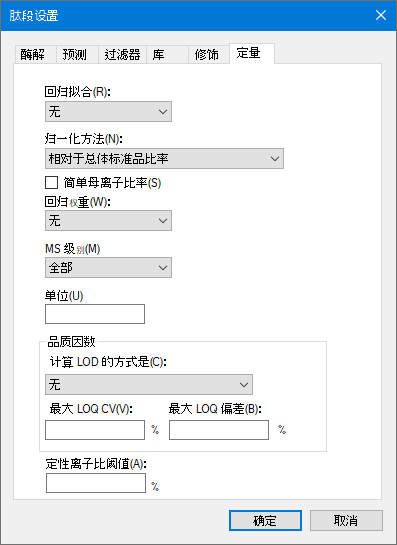 肽段设置
酶解 预测 过滤器 库 修饰 定量
回归拟合(R):
无
归一化方法(N):
相对于总体标准品比率
简单母离子比率(S)
回归权重(W):
无
MS 级别(M)
全部
单位(U)
品质因数
计算 LOD 的方式是(C):
无
最大 LOQ CV(V): 最大 LOQ 偏差(B):
% %
定性离子比阈值(A):
%
确定 取消